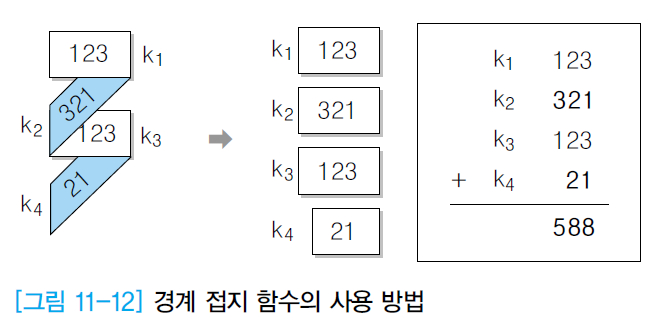 123 k1
k2 321
123 k3
k4 21
k1 123
k2 321
k3 123
k4 21
k1 123
k2 321
k3 123
+ k4 21
588
[그림 11-12] 경계 접지 함수의 사용 방법